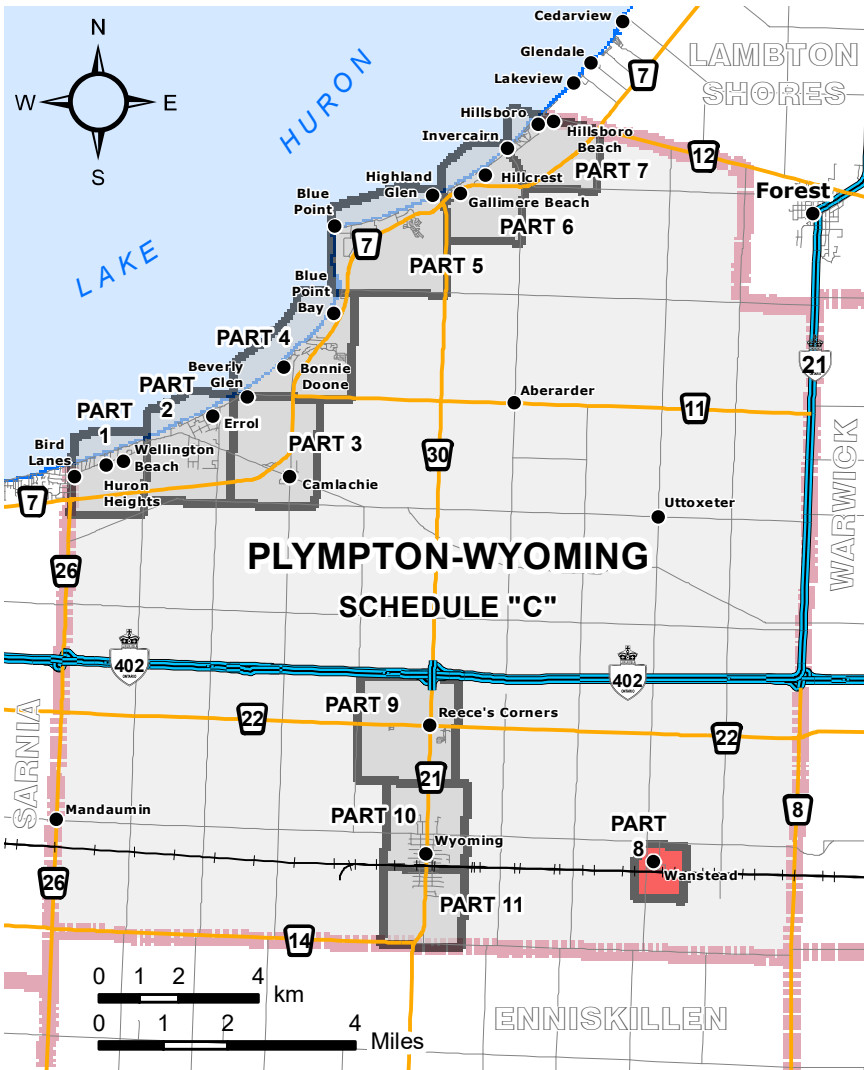 Cedarview
N
Glendale
LAMBTON
SHORES
7
HURON
Lakeview
W
E
Hillsboro
Hillsboro
Beach
Invercairn
12
S
PART 7
Highland
Glen
Hillcrest
Forest
Blue
Point
Gallimere Beach
PART 6
7
LAKE
PART 5
Blue
Point
Bay
PART 4
21
Beverly
Glen
Bonnie
Doone
PART
2
Aberarder
11
PART
1
Errol
Bird
Lanes
Wellington
Beach
PART 3
30
Huron
Heights
Camlachie
7
Uttoxeter
WARWICK
PLYMPTON-WYOMING
26
SCHEDULE "C"
402
ONTARIO
402
ONTARIO
PART 9
Reece's Corners
22
22
SARNIA
21
Mandaumin
PART 10
8
PART
8
Wyoming
Wanstead
26
PART 11
14
0 1 2 4
km
ENNISKILLEN
0 1 2 4
Miles